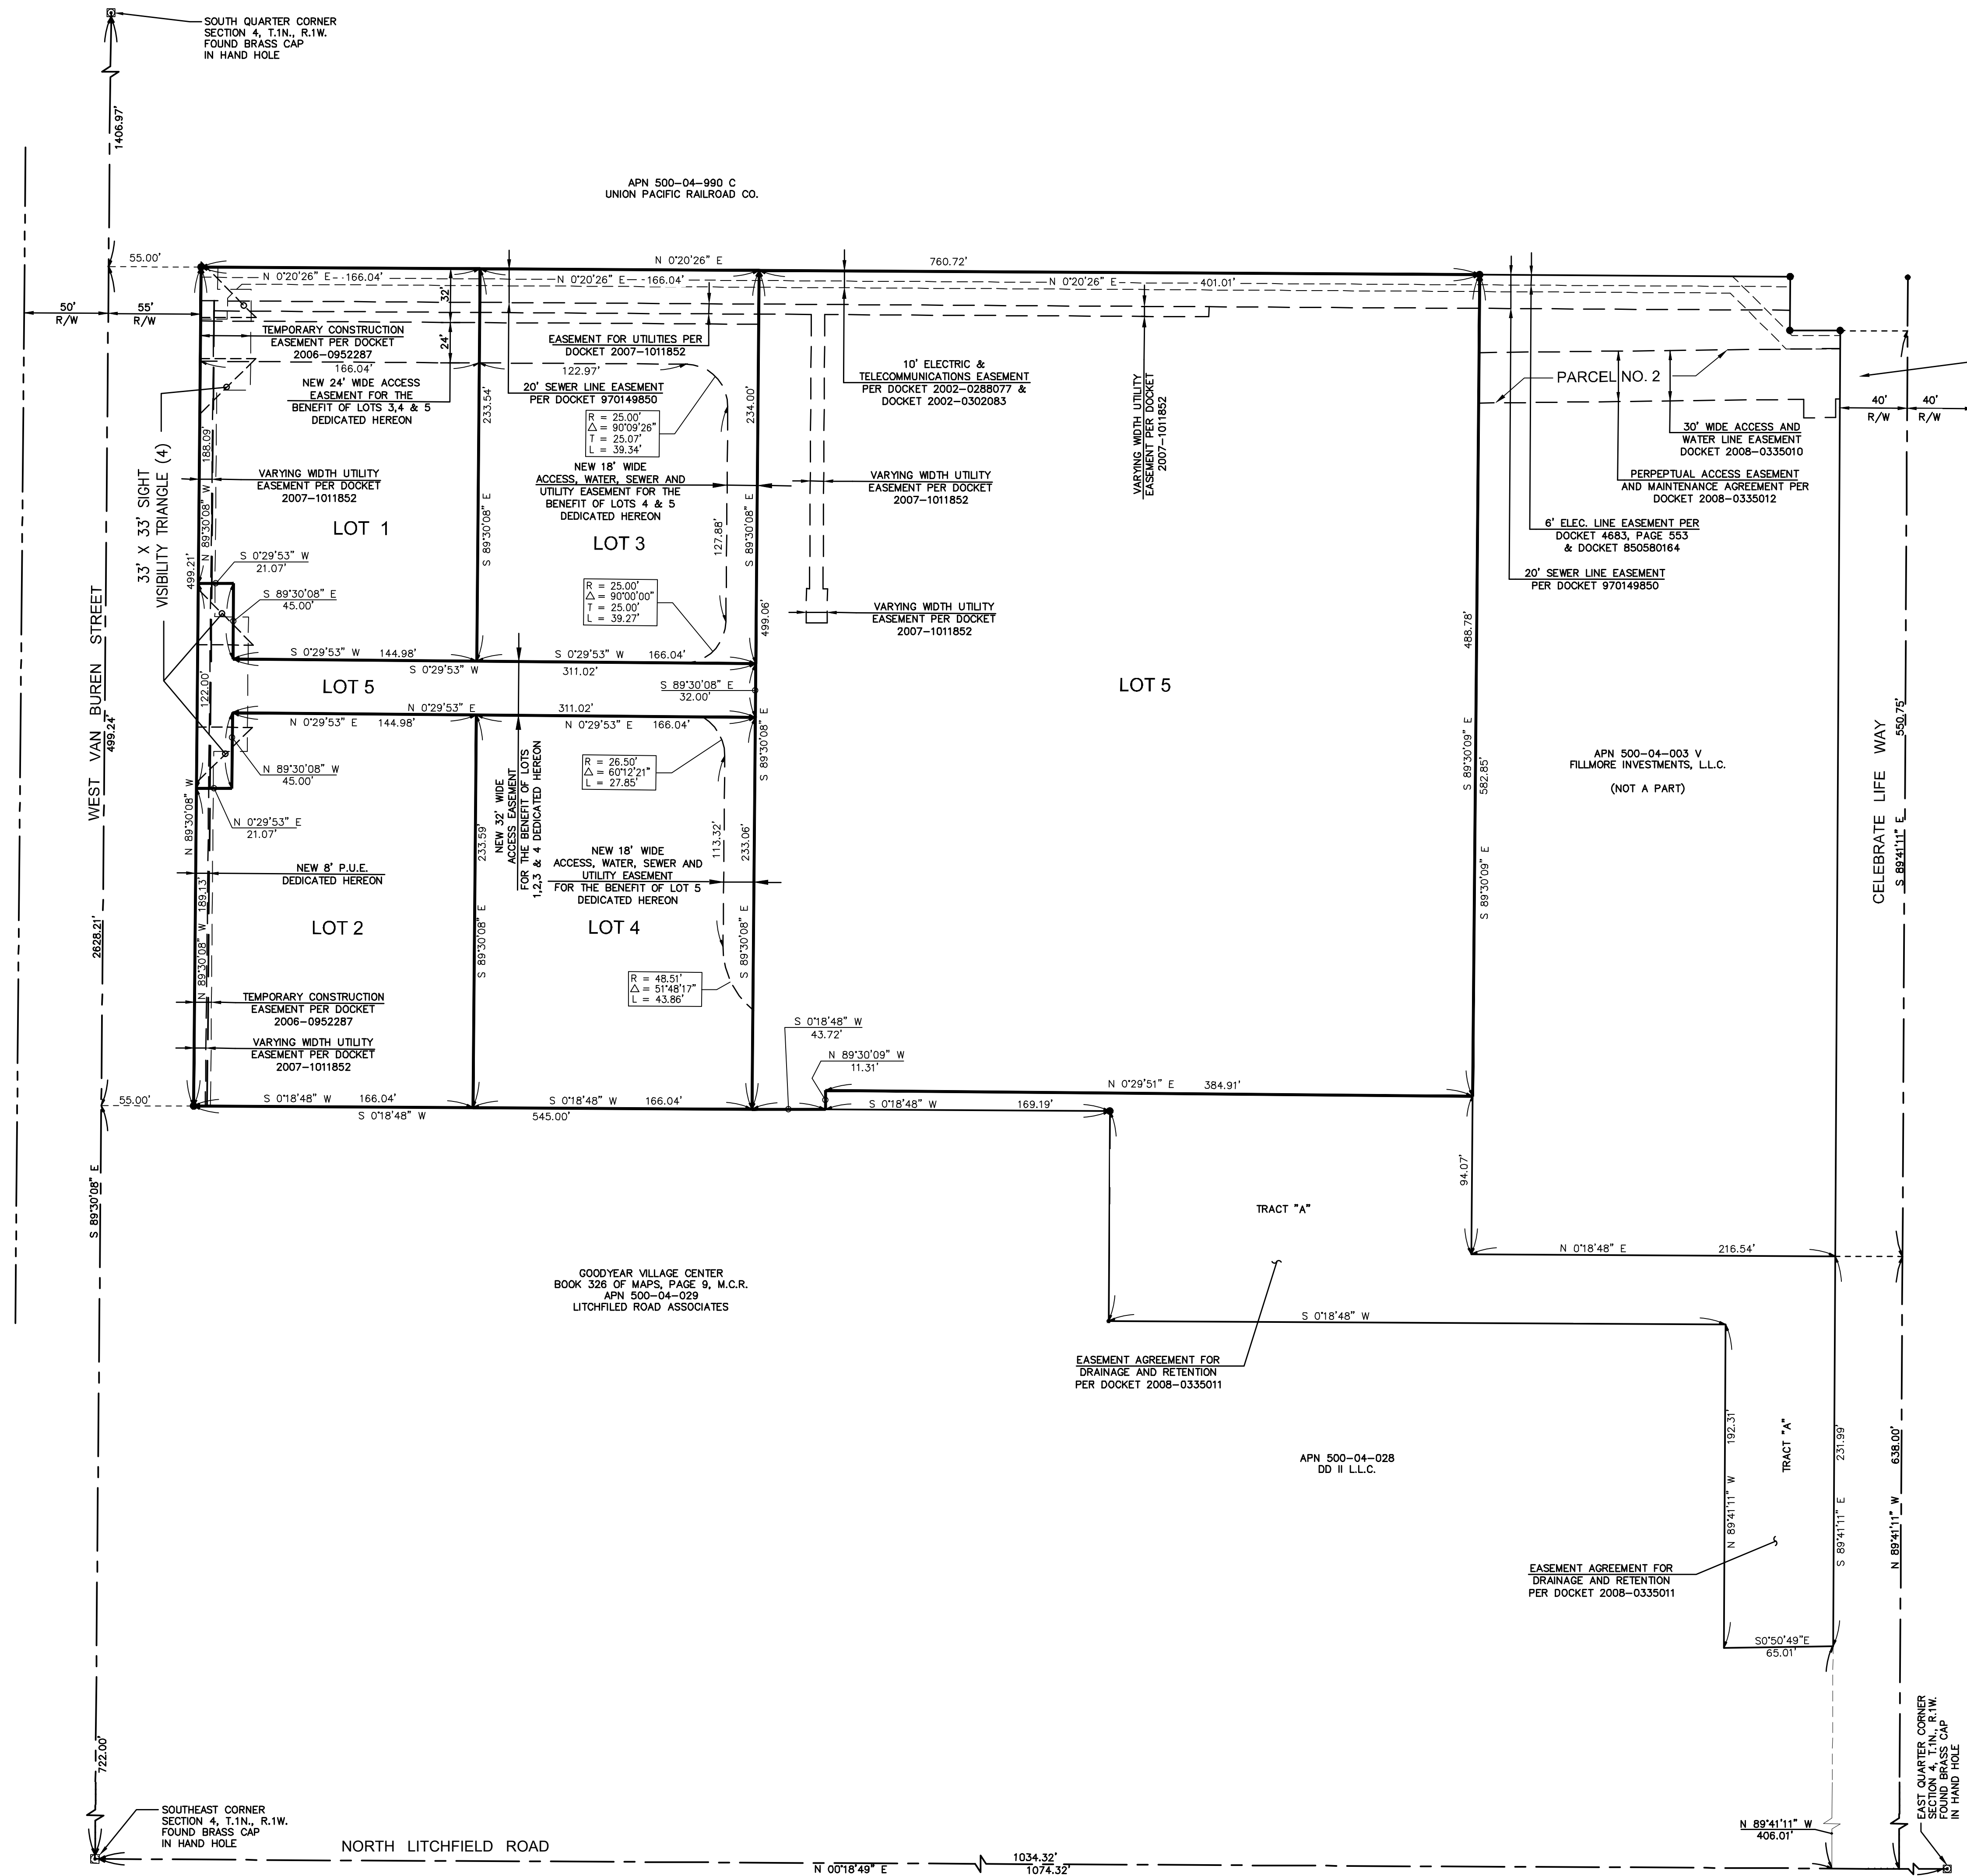 SOUTH QUARTER CORNER
SECTION 4, T.1N., R.1W.
FOUND BRASS CAP
IN HAND HOLE
1406.97'
APN 500-04-990 C
UNION PACIFIC RAILROAD CO.
55.00'
50'
R/W
55'
R/W
N 0°20'26" E
760.72'
N 0°20'26" E
166.04'
N 0°20'26" E
166.04'
N 0°20'26" E
401.01'
32'
24'
TEMPORARY CONSTRUCTION
EASEMENT PER DOCKET
2006-0952287
166.04'
NEW 24' WIDE ACCESS
EASEMENT FOR THE
BENEFIT OF LOTS 3,4 & 5
DEDICATED HEREON
EASEMENT FOR UTILITIES PER
DOCKET 2007-1011852
122.97'
20' SEWER LINE EASEMENT
PER DOCKET 970149850
R = 25.00'
Δ = 90°09'26"
T = 25.07'
L = 39.34'
10' ELECTRIC &
TELECOMMUNICATIONS EASEMENT
PER DOCKET 2002-0288077 &
DOCKET 2002-0302083
VARYING WIDTH UTILITY
EASEMENT PER DOCKET
2007-1011852
PARCEL NO. 2
40'
R/W
40'
R/W
30' WIDE ACCESS AND
WATER LINE EASEMENT
DOCKET 2008-0335010
PERPEPTUAL ACCESS EASEMENT
AND MAINTENANCE AGREEMENT PER
DOCKET 2008-0335012
6' ELEC. LINE EASEMENT PER
DOCKET 4683, PAGE 553
& DOCKET 850580164
20' SEWER LINE EASEMENT
PER DOCKET 970149850
33' X 33' SIGHT
VISIBILITY TRIANGLE (4)
188.09'
N 89°30'08" W
499.21'
VARYING WIDTH UTILITY
EASEMENT PER DOCKET
2007-1011852
LOT 1
233.54'
S 89°30'08" E
NEW 18' WIDE
ACCESS, WATER, SEWER AND
UTILITY EASEMENT FOR THE
BENEFIT OF LOTS 4 & 5
DEDICATED HEREON
LOT 3
127.88'
234.00'
S 89°30'08" E
499.06'
VARYING WIDTH UTILITY
EASEMENT PER DOCKET
2007-1011852
VARYING WIDTH UTILITY
EASEMENT PER DOCKET
2007-1011852
S 0°29'53" W
21.07'
S 89°30'08" E
45.00'
R = 25.00'
Δ = 90°00'00"
T = 25.00'
L = 39.27'
S 0°29'53" W
144.98'
S 0°29'53" W
166.04'
S 0°29'53" W
311.02'
LOT 5
122.00'
S 89°30'08" E
32.00'
LOT 5
488.78'
S 89°30'09" E
582.85'
S 89°30'09" E
APN 500-04-003 V
FILLMORE INVESTMENTS, L.L.C.
(NOT A PART)
CELEBRATE LIFE WAY
550.75'
S 89°41'11" E
WEST VAN BUREN STREET
499.24'
2628.21'
N 0°29'53" E
311.02'
N 0°29'53" E
144.98'
N 0°29'53" E
166.04'
N 89°30'08" W
45.00'
N 0°29'53" E
21.07'
N 89°30'08" W
NEW 32' WIDE
ACCESS EASEMENT
FOR THE BENEFIT OF LOTS
1,2,3 & 4 DEDICATED HEREON
R = 26.50'
Δ = 60°12'21"
L = 27.85'
S 89°30'08" E
NEW 8' P.U.E.
DEDICATED HEREON
189.13'
N 89°30'08" W
LOT 2
233.59'
S 89°30'08" E
NEW 18' WIDE
ACCESS, WATER, SEWER AND
UTILITY EASEMENT
FOR THE BENEFIT OF LOT 5
DEDICATED HEREON
LOT 4
113.32'
233.06'
S 89°30'08" E
R = 48.51'
Δ = 51°48'17"
L = 43.86'
TEMPORARY CONSTRUCTION
EASEMENT PER DOCKET
2006-0952287
VARYING WIDTH UTILITY
EASEMENT PER DOCKET
2007-1011852
S 0°18'48" W
43.72'
N 89°30'09" W
11.31'
55.00'
S 0°18'48" W
166.04'
S 0°18'48" W
166.04'
S 0°18'48" W
545.00'
S 0°18'48" W
169.19'
N 0°29'51" E
384.91'
94.07'
S 89°30'08" E
TRACT "A"
N 0°18'48" E
216.54'
GOODYEAR VILLAGE CENTER
BOOK 326 OF MAPS, PAGE 9, M.C.R.
APN 500-04-029
LITCHFILED ROAD ASSOCIATES
S 0°18'48" W
EASEMENT AGREEMENT FOR
DRAINAGE AND RETENTION
PER DOCKET 2008-0335011
APN 500-04-028
DD II L.L.C.
192.31'
N 89°41'11" W
TRACT "A"
231.99'
S 89°41'11" E
638.00'
N 89°41'11" W
EASEMENT AGREEMENT FOR
DRAINAGE AND RETENTION
PER DOCKET 2008-0335011
S0°50'49"E
65.01'
722.00'
SOUTHEAST CORNER
SECTION 4, T.1N., R.1W.
FOUND BRASS CAP
IN HAND HOLE
NORTH LITCHFIELD ROAD
N 00°18'49" E
1034.32'
1074.32'
N 89°41'11" W
406.01'
EAST QUARTER CORNER
SECTION 4, T.1N., R.1W.
FOUND BRASS CAP
IN HAND HOLE